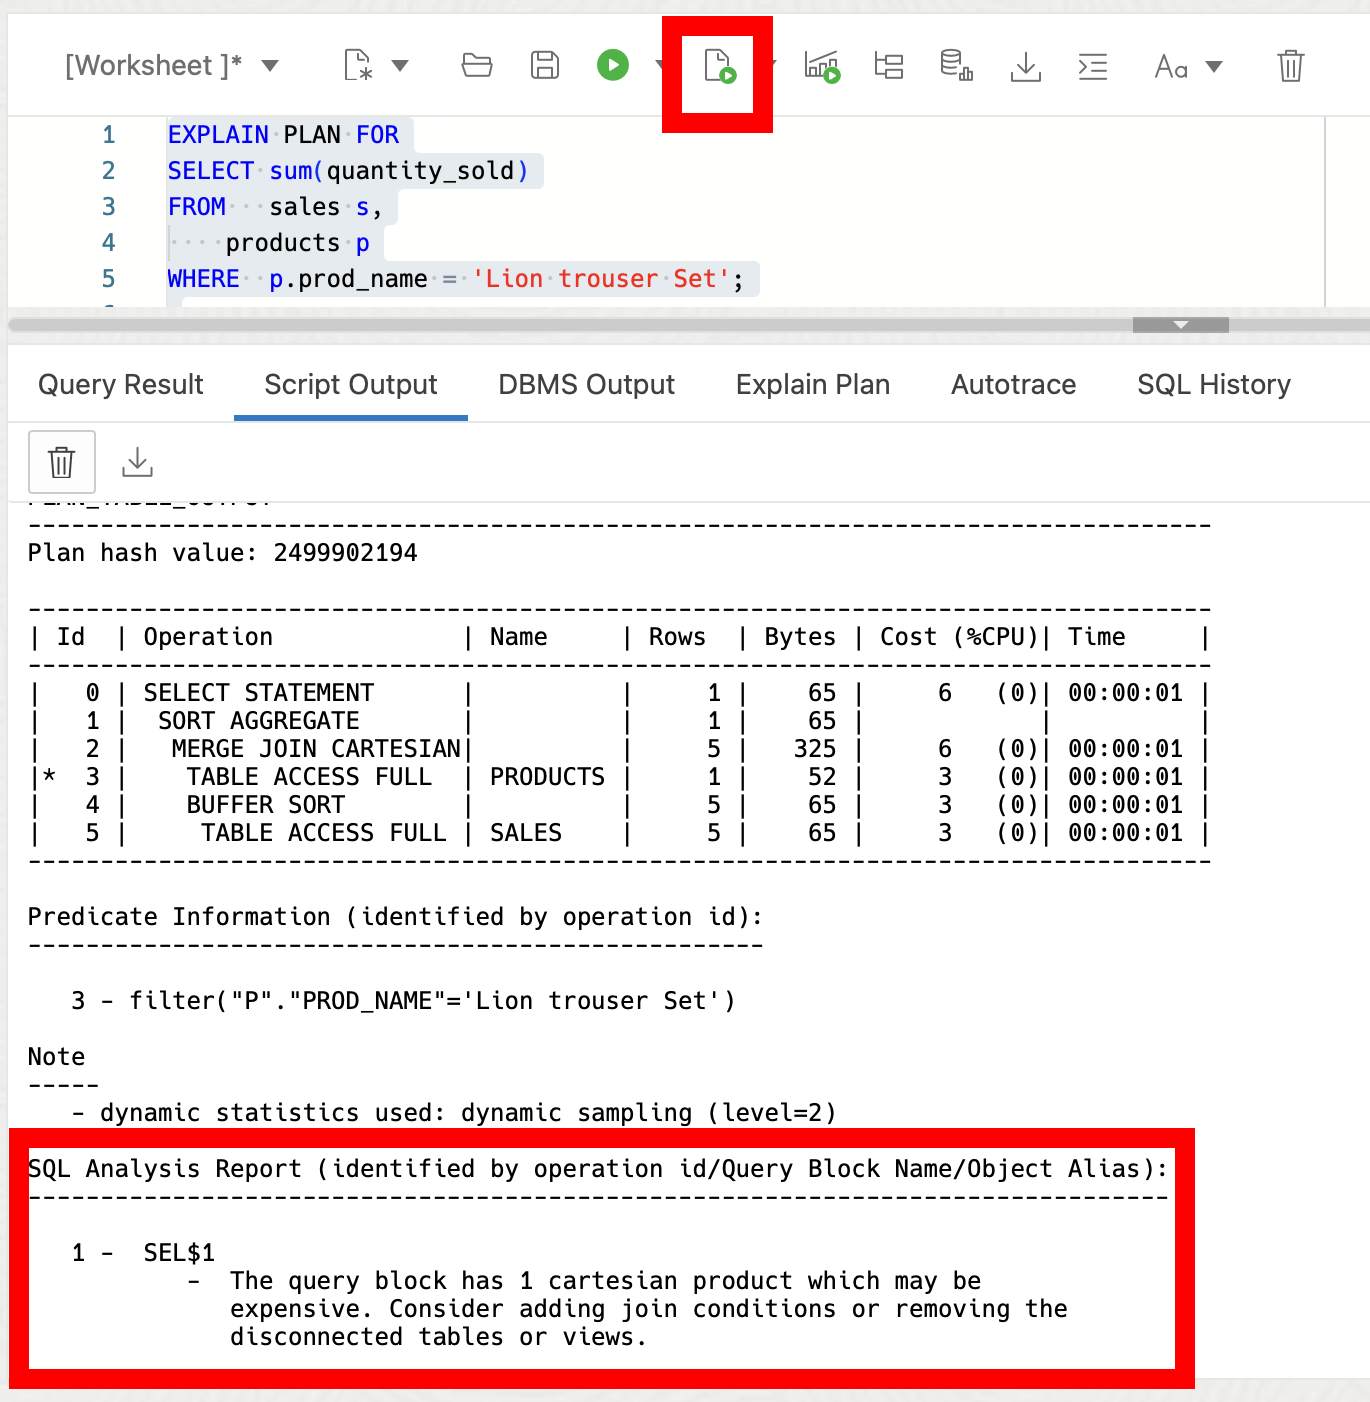 [Worksheet ]*
Aa
1 EXPLAIN PLAN FOR
2 SELECT sum(quantity_sold)
3 FROM   sales s,
4     products p
5 WHERE  p.prod_name = 'Lion trouser Set';
Query Result Script Output DBMS Output Explain Plan Autotrace SQL History
--------------------------------------------------------------------------------
Plan hash value: 2499902194
----------------------------------------------------------------------------------
| Id  | Operation             | Name     | Rows  | Bytes | Cost (%CPU)| Time     |
----------------------------------------------------------------------------------
|   0 | SELECT STATEMENT      |          |     1 |    65 |     6   (0)| 00:00:01 |
|   1 |  SORT AGGREGATE       |          |     1 |    65 |            |          |
|   2 |   MERGE JOIN CARTESIAN|          |     5 |   325 |     6   (0)| 00:00:01 |
|*  3 |    TABLE ACCESS FULL  | PRODUCTS |     1 |    52 |     3   (0)| 00:00:01 |
|   4 |    BUFFER SORT        |          |     5 |    65 |     3   (0)| 00:00:01 |
|   5 |     TABLE ACCESS FULL | SALES    |     5 |    65 |     3   (0)| 00:00:01 |
----------------------------------------------------------------------------------
Predicate Information (identified by operation id):
---------------------------------------------------
   3 - filter("P"."PROD_NAME"='Lion trouser Set')
Note
-----
   - dynamic statistics used: dynamic sampling (level=2)
SQL Analysis Report (identified by operation id/Query Block Name/Object Alias):
-------------------------------------------------------------------------------
   1 -  SEL$1
           -  The query block has 1 cartesian product which may be
              expensive. Consider adding join conditions or removing the
              disconnected tables or views.